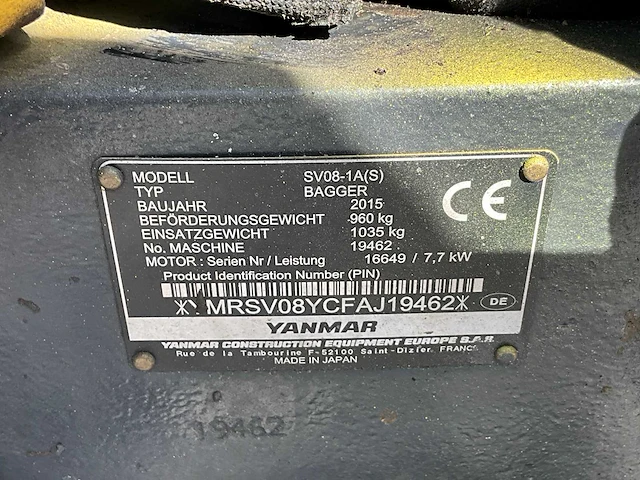 MODELL SV08-1A(S)
TYP BAGGER
BAUJAHR 2015
BEFÖRDERUNGSGEWICHT 960 kg
EINSATZGEWICHT 1035 kg
No. MASCHINE 19462
MOTOR : Serien Nr / Leistung 16649 / 7,7 kW
Product Identification Number (PIN)
MRSV08YCFAJ19462
CE
DE
YANMAR
YANMAR CONSTRUCTION EQUIPMENT EUROPE S.A.R.
Rue de la Tambourine F-52100 Saint-Dizier. FRANCE
MADE IN JAPAN
19462